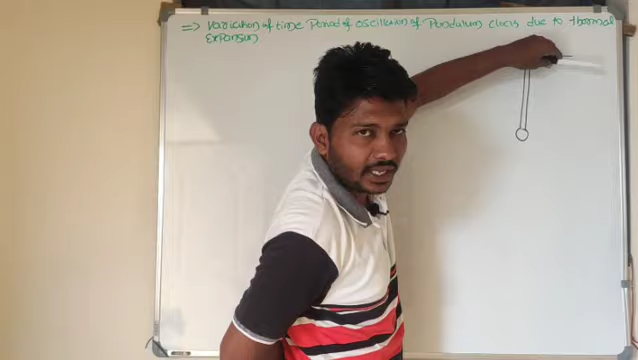 => Variation of time Period of oscillation of Pendulum clocks due to thermal
Expansion